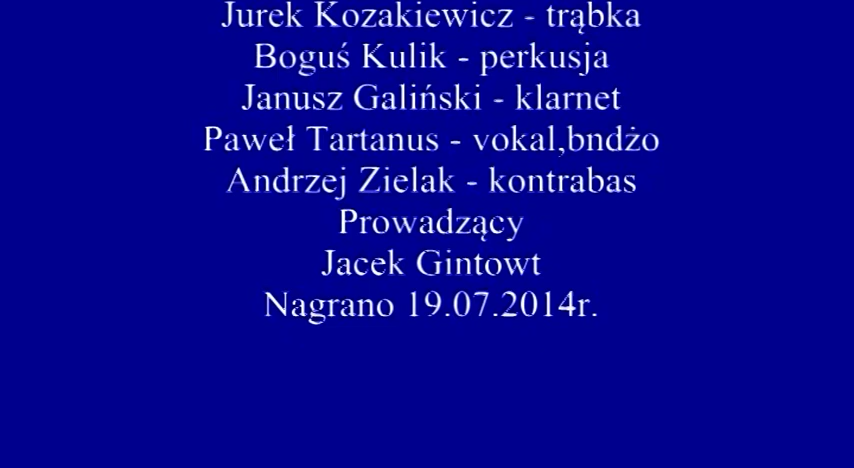 Jurek Kozakiewicz - trąbka
Boguś Kulik - perkusja
Janusz Galiński - klarnet
Paweł Tartanus - vokal,bndżo
Andrzej Zielak - kontrabas
Prowadzący
Jacek Gintowt
Nagrano 19.07.2014r.